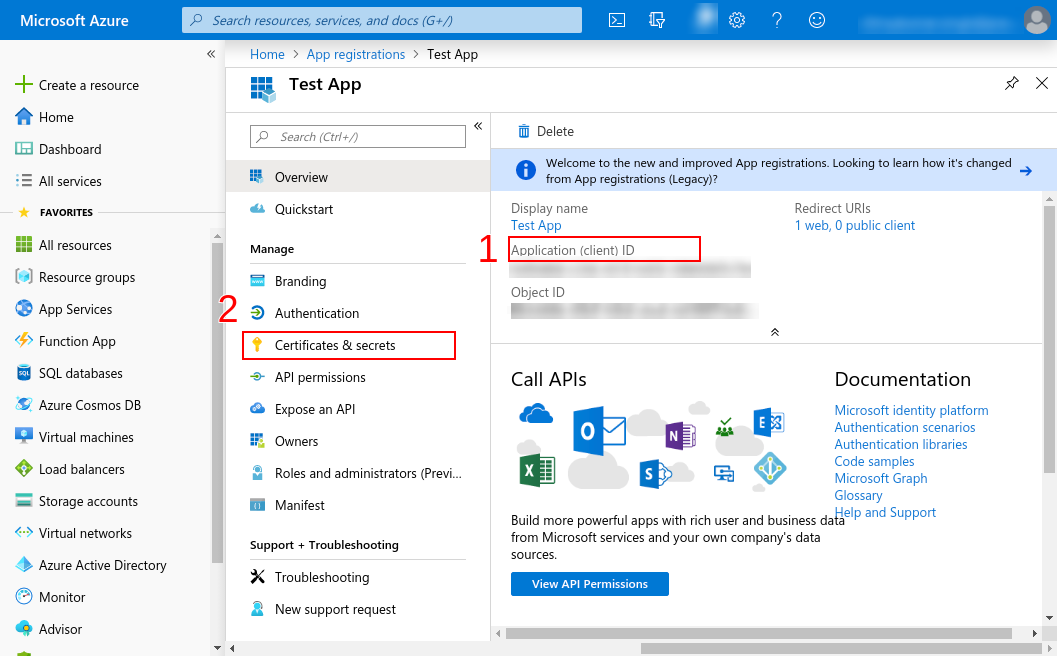 Microsoft Azure
Search resources, services, and docs (G+/)
Create a resource
Home
Dashboard
All services
FAVORITES
All resources
Resource groups
App Services
Function App
SQL databases
Azure Cosmos DB
Virtual machines
Load balancers
Storage accounts
Virtual networks
Azure Active Directory
Monitor
Advisor
Home > App registrations > Test App
Test App
Search (Ctrl+/)
Overview
Quickstart
Manage
Branding
2
Authentication
Certificates & secrets
API permissions
Expose an API
Owners
Roles and administrators (Previ...
Manifest
Support + Troubleshooting
Troubleshooting
New support request
Delete
Welcome to the new and improved App registrations. Looking to learn how it's changed
from App registrations (Legacy)?
Display name
Test App
1
Application (client) ID
Object ID
Redirect URIs
1 web, 0 public client
Call APIs
Build more powerful apps with rich user and business data
from Microsoft services and your own company's data
sources.
View API Permissions
Documentation
Microsoft identity platform
Authentication scenarios
Authentication libraries
Code samples
Microsoft Graph
Glossary
Help and Support